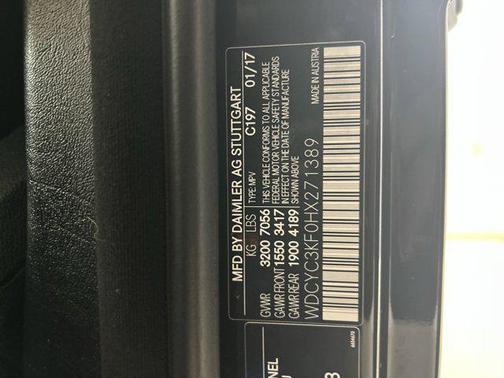 MFD BY DAIMLER AG STUTTGART
KG LBS TYPE: MPV C197 01/17
GVWR 3200 7056 THIS VEHICLE CONFORMS TO ALL APPLICABLE
GAWR FRONT 1550 3417 FEDERAL MOTOR VEHICLE SAFETY STANDARDS
GAWR REAR 1900 4189 IN EFFECT ON THE DATE OF MANUFACTURE
SHOWN ABOVE
WDCYC3KF0HX271389 MADE IN AUSTRIA
NEL